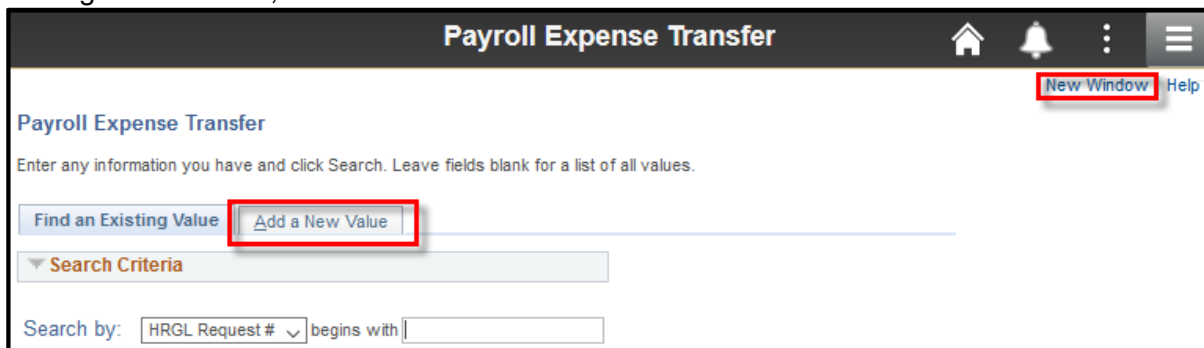 Payroll Expense Transfer
New Window Help
Payroll Expense Transfer
Enter any information you have and click Search. Leave fields blank for a list of all values.
Find an Existing Value Add a New Value
Search Criteria
Search by: HRGL Request # begins with